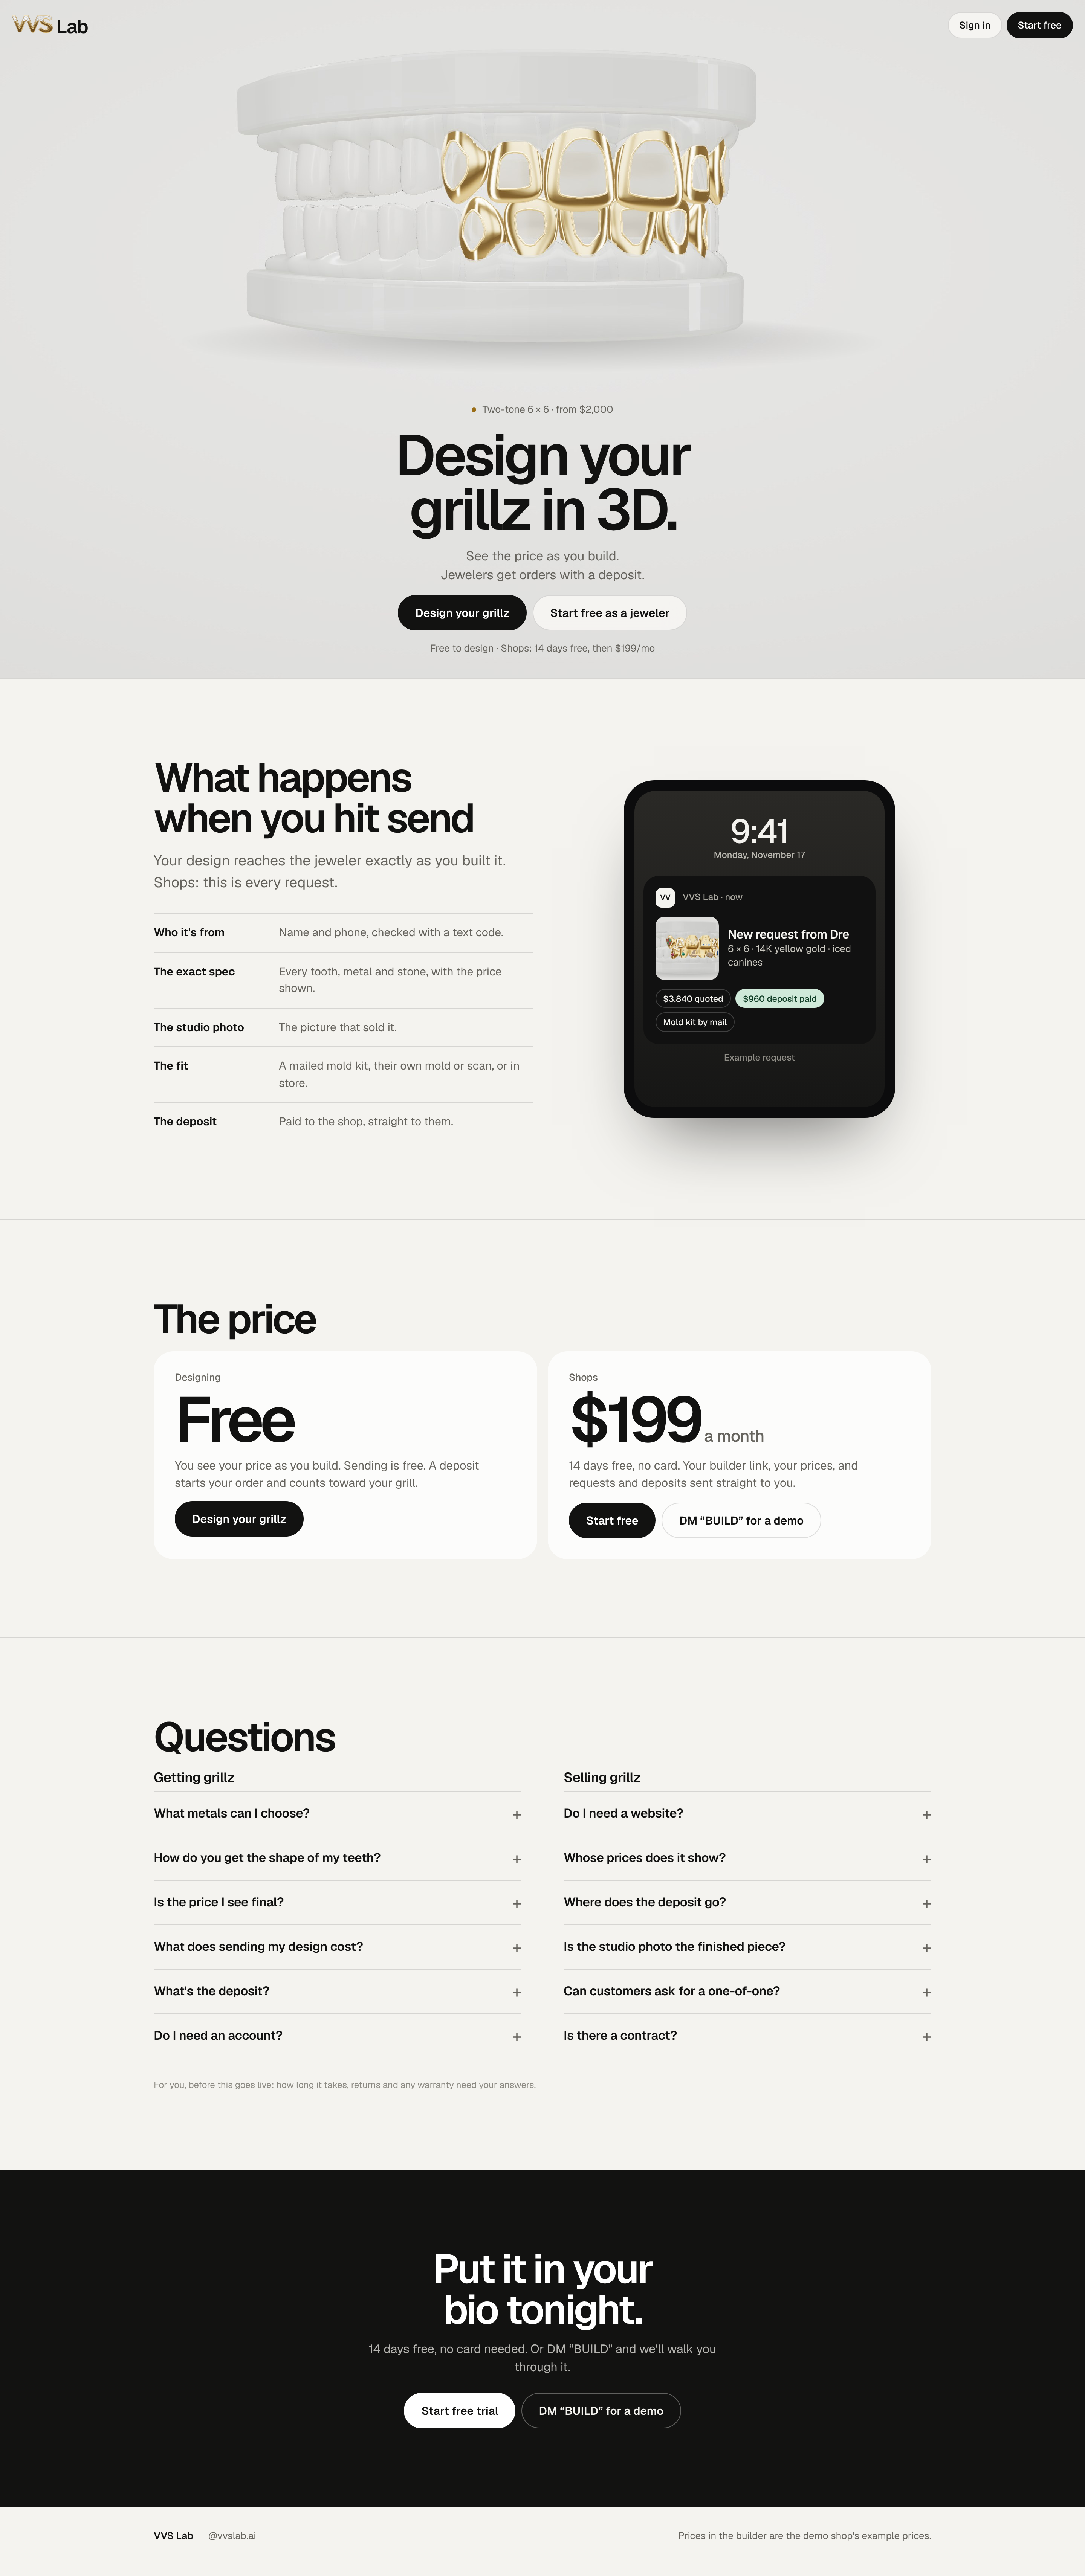 VVS Lab
Sign in
Start free
Two-tone 6 × 6 · from $2,000
Design your
grillz in 3D.
See the price as you build.
Jewelers get orders with a deposit.
Design your grillz
Start free as a jeweler
Free to design · Shops: 14 days free, then $199/mo
What happens
when you hit send
Your design reaches the jeweler exactly as you built it.
Shops: this is every request.
Who it's from
Name and phone, checked with a text code.
The exact spec
Every tooth, metal and stone, with the price
shown.
The studio photo
The picture that sold it.
The fit
A mailed mold kit, their own mold or scan, or in
store.
The deposit
Paid to the shop, straight to them.
9:41
Monday, November 17
VV
VVS Lab · now
New request from Dre
6 × 6 · 14K yellow gold · iced
canines
$3,840 quoted
$960 deposit paid
Mold kit by mail
Example request
The price
Designing
Free
You see your price as you build. Sending is free. A deposit
starts your order and counts toward your grill.
Design your grillz
Shops
$199 a month
14 days free, no card. Your builder link, your prices, and
requests and deposits sent straight to you.
Start free
DM “BUILD” for a demo
Questions
Getting grillz
What metals can I choose?
How do you get the shape of my teeth?
Is the price I see final?
What does sending my design cost?
What's the deposit?
Do I need an account?
Selling grillz
Do I need a website?
Whose prices does it show?
Where does the deposit go?
Is the studio photo the finished piece?
Can customers ask for a one-of-one?
Is there a contract?
For you, before this goes live: how long it takes, returns and any warranty need your answers.
Put it in your
bio tonight.
14 days free, no card needed. Or DM “BUILD” and we'll walk you
through it.
Start free trial
DM “BUILD” for a demo
VVS Lab
@vvslab.ai
Prices in the builder are the demo shop's example prices.